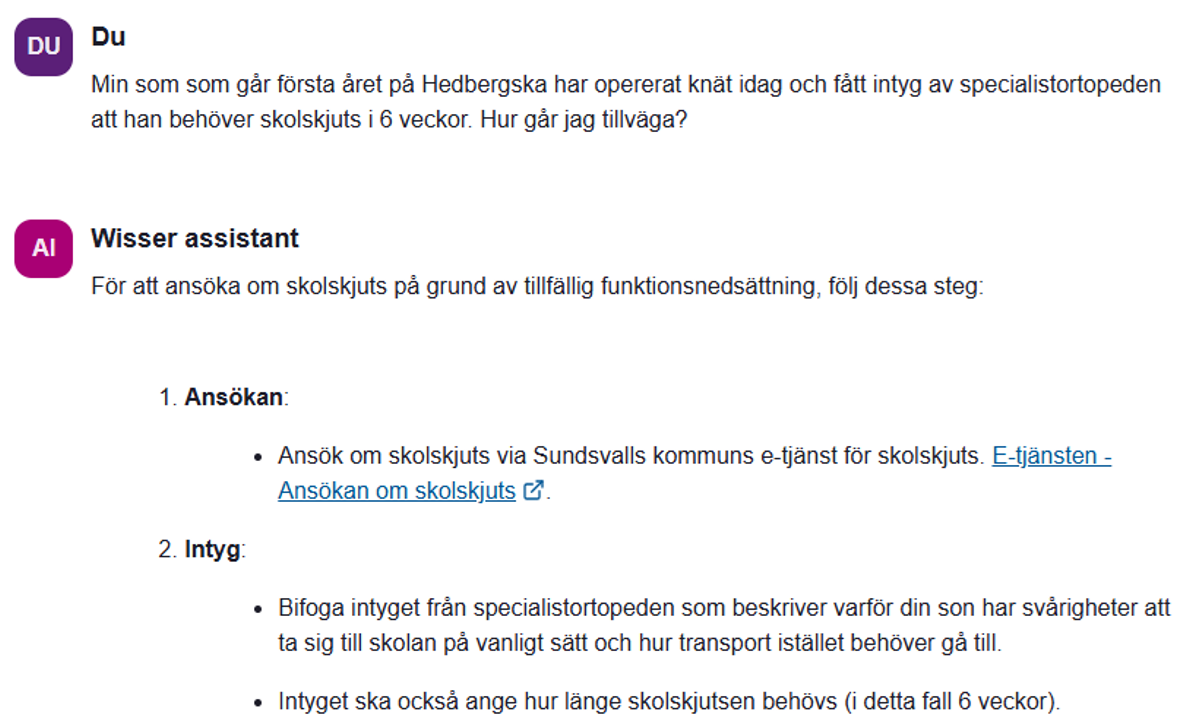 DU
Du
Min som som går första året på Hedbergska har opererat knät idag och fått intyg av specialistortopeden
att han behöver skolskjuts i 6 veckor. Hur går jag tillväga?
AI
Wisser assistant
För att ansöka om skolskjuts på grund av tillfällig funktionsnedsättning, följ dessa steg:
1. Ansökan:
• Ansök om skolskjuts via Sundsvalls kommuns e-tjänst för skolskjuts. E-tjänsten -
Ansökan om skolskjuts.
2. Intyg:
• Bifoga intyget från specialistortopeden som beskriver varför din son har svårigheter att
ta sig till skolan på vanligt sätt och hur transport istället behöver gå till.
• Intyget ska också ange hur länge skolskjutsen behövs (i detta fall 6 veckor).